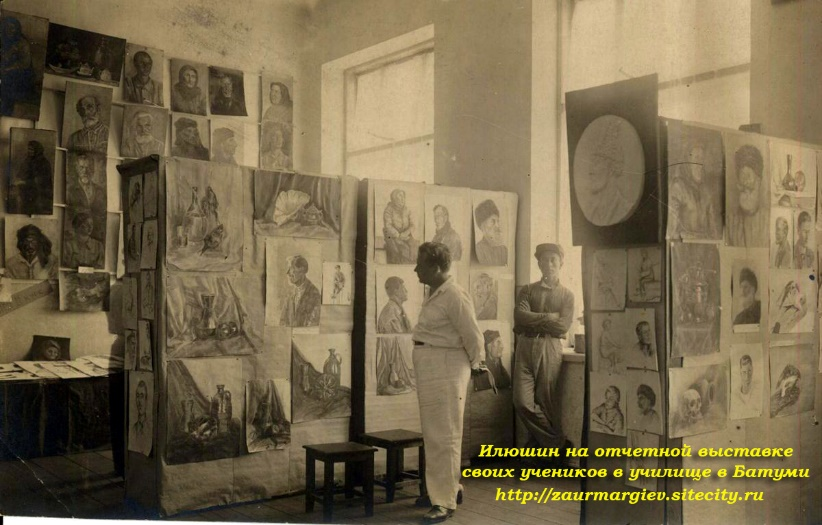 Илюшин на отчетной выставке
своих учеников в училище в Батуми
http://zaurmargiev.sitecity.ru